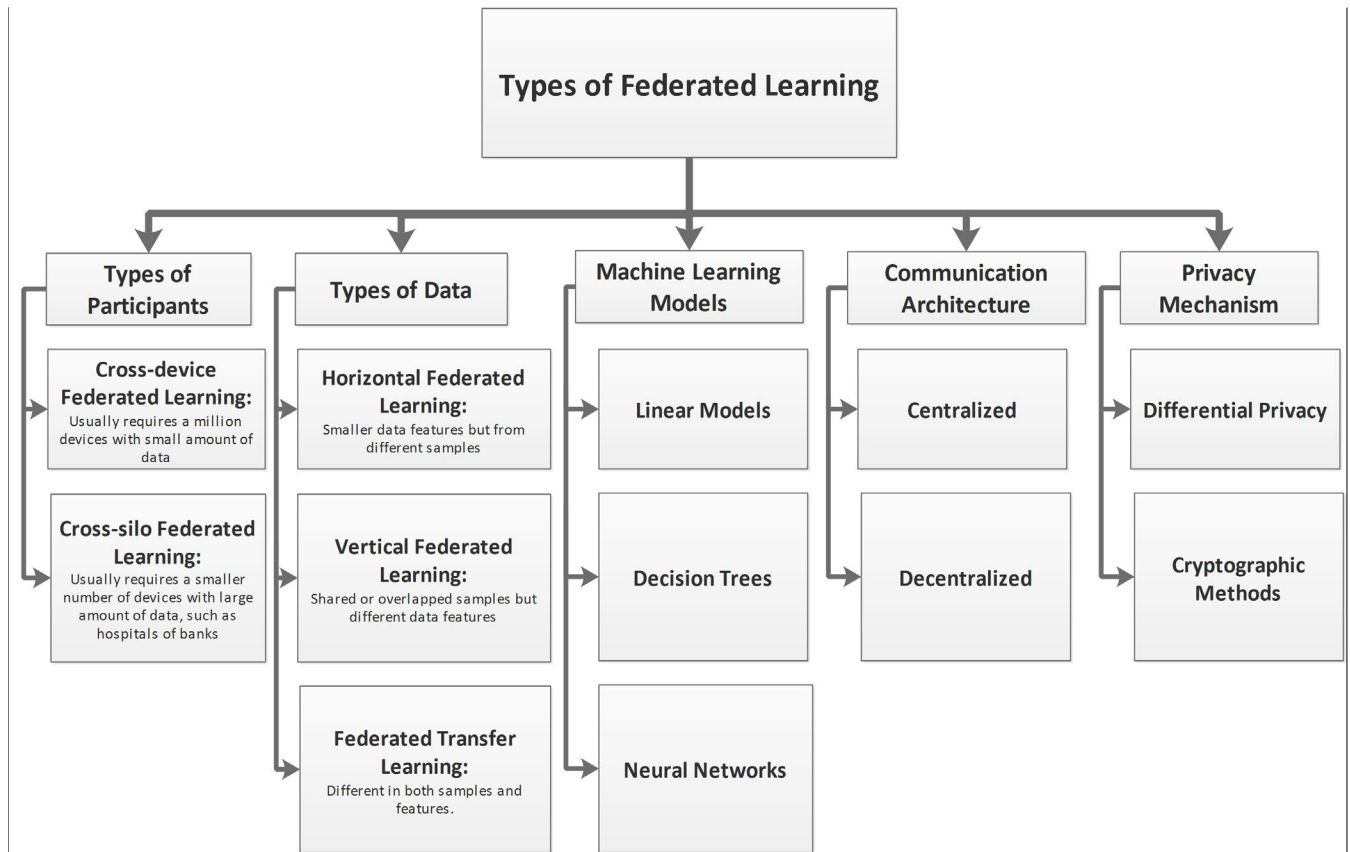 Types of Federated Learning
Types of
Participants
Cross-device
Federated Learning:
Usually requires a million
devices with small amount of
data
Cross-silo Federated
Learning:
Usually requires a smaller
number of devices with large
amount of data, such as
hospitals of banks
Types of Data
Horizontal Federated
Learning:
Smaller data features but from
different samples
Vertical Federated
Learning:
Shared or overlapped samples but
different data features
Federated Transfer
Learning:
Different in both samples and
features.
Machine Learning
Models
Linear Models
Decision Trees
Neural Networks
Communication
Architecture
Centralized
Decentralized
Privacy
Mechanism
Differential Privacy
Cryptographic
Methods